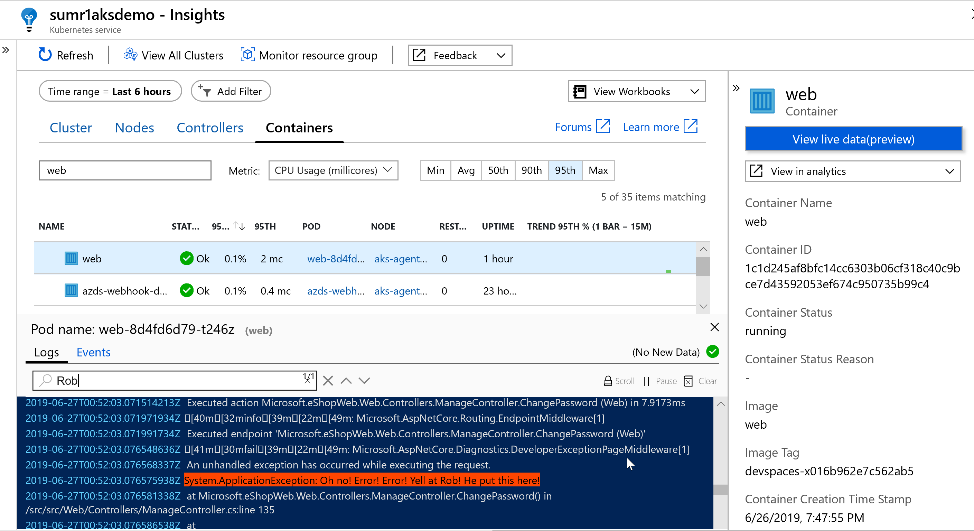 sumr1aksdemo - Insights
Kubernetes service
Refresh
View All Clusters
Monitor resource group
Feedback
Time range = Last 6 hours
Add Filter
View Workbooks
Cluster Nodes Controllers Containers
Forums
Learn more
web
Metric: CPU Usage (millicores)
Min Avg 50th 90th 95th Max
5 of 35 items matching
NAME STAT... 95... 95TH POD NODE REST... UPTIME TREND 95TH % (1 BAR = 15M)
web Ok 0.1% 2 mc web-8d4fd... aks-agent... 0 1 hour
azds-webhook-d... Ok 0.1% 0.4 mc azds-webh... aks-agent... 0 23 ho...
Pod name: web-8d4fd6d79-t246z (web)
Logs Events
(No New Data)
Rob
1/1
Scroll Pause Clear
2019-06-27T00:52:03.071514213Z Executed action Microsoft.eShopWeb.Web.Controllers.ManageController.ChangePassword (Web) in 7.9173ms
2019-06-27T00:52:03.071971934Z [40m[32minfo[39m[22m[49m: Microsoft.AspNetCore.Routing.EndpointMiddleware[1]
2019-06-27T00:52:03.071991734Z Executed endpoint 'Microsoft.eShopWeb.Web.Controllers.ManageController.ChangePassword (Web)'
2019-06-27T00:52:03.076548636Z [41m[30mfail[39m[22m[49m: Microsoft.AspNetCore.Diagnostics.DeveloperExceptionPageMiddleware[1]
2019-06-27T00:52:03.076568337Z An unhandled exception has occurred while executing the request.
2019-06-27T00:52:03.076575938Z System.ApplicationException: Oh no! Error! Error! Yell at Rob! He put this here!
2019-06-27T00:52:03.076581338Z at Microsoft.eShopWeb.Web.Controllers.ManageController.ChangePassword() in
/src/src/Web/Controllers/ManageController.cs:line 135
2019-06-27T00:52:03.076586538Z at
web
Container
View live data(preview)
View in analytics
Container Name
web
Container ID
1c1d245af8bfc14cc6303b06cf318c40c9b
ce7d43592053ef674c950735b99c4
Container Status
running
Container Status Reason
-
Image
web
Image Tag
devspaces-x016b962e7c562ab5
Container Creation Time Stamp
6/26/2019, 7:47:55 PM